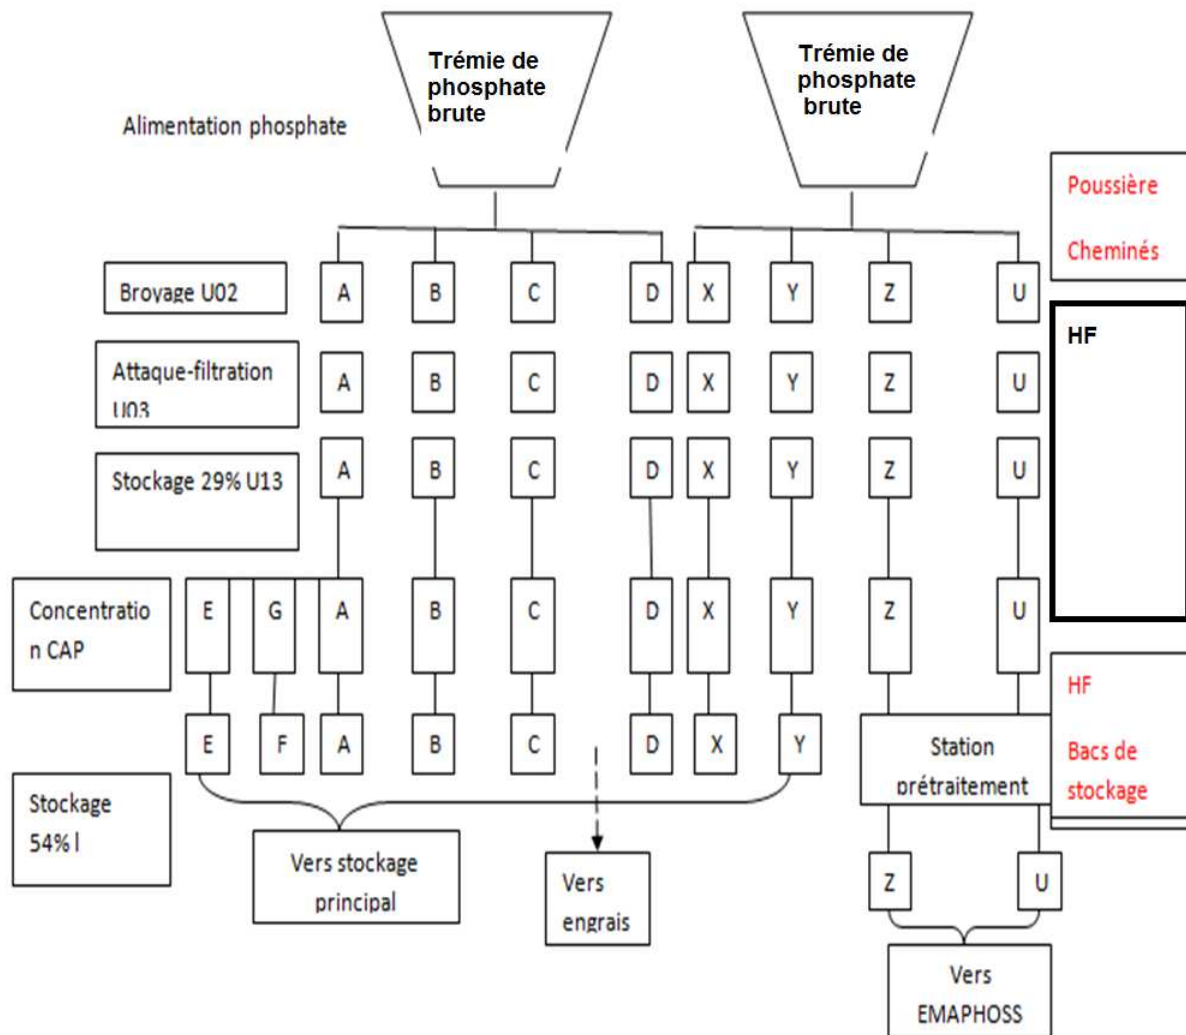 Trémie de
phosphate
brute
Trémie de
phosphate
brute
Alimentation phosphate
Poussière
Cheminés
Broyage U02
A B C D X Y Z U
HF
Attaque-filtration
U03
A B C D X Y Z U
Stockage 29% U13
A B C D X Y Z U
Concentratio
n CAP
E G A B C D X Y Z U
HF
Bacs de
stockage
E F A B C D X Y
Station
prétraitement
Stockage
54% l
Vers stockage
principal
Vers
engrais
Z U
Vers
EMAPHOSS